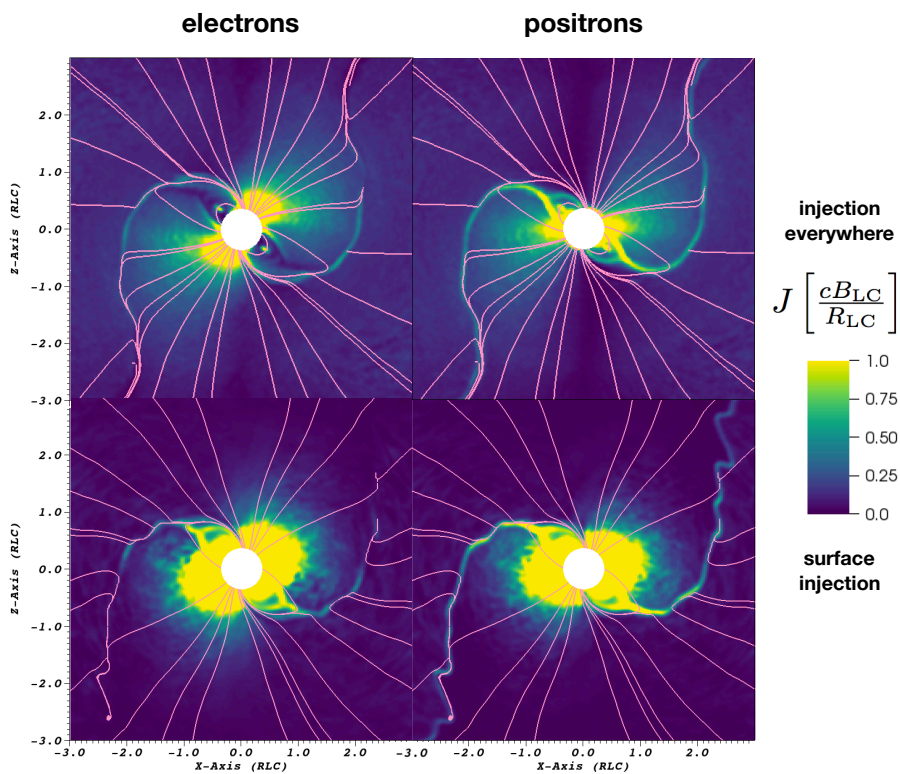 electrons
positrons
Z-Axis (RLC)
2.0
1.0
0.0
-1.0
-2.0
-3.0
injection
everywhere
J [ cB_LC / R_LC ]
1.0
0.75
0.50
0.25
0.0
surface
injection
Z-Axis (RLC)
2.0
1.0
0.0
-1.0
-2.0
-3.0
-3.0 -2.0 -1.0 0.0 1.0 2.0 -3.0 -2.0 -1.0 0.0 1.0 2.0
X-Axis (RLC) X-Axis (RLC)